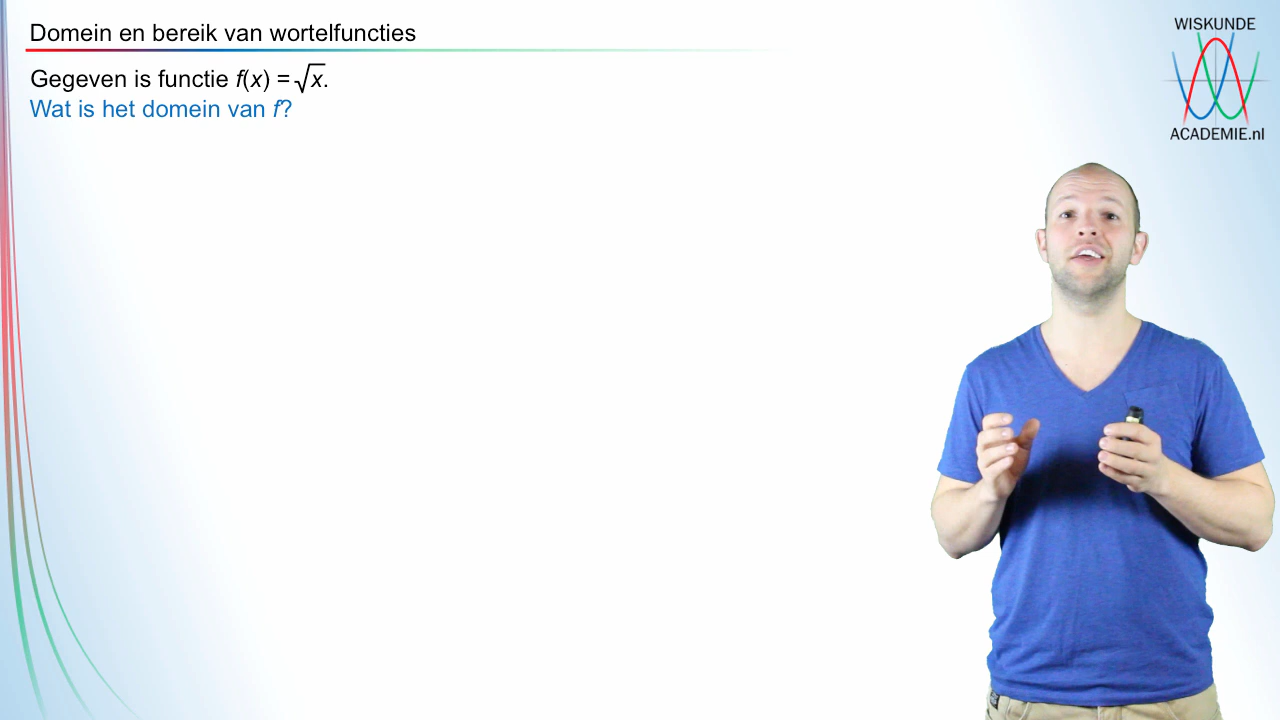 Domein en bereik van wortelfuncties
Gegeven is functie f(x) = √x.
Wat is het domein van f?
WISKUNDE
ACADEMIE.nl